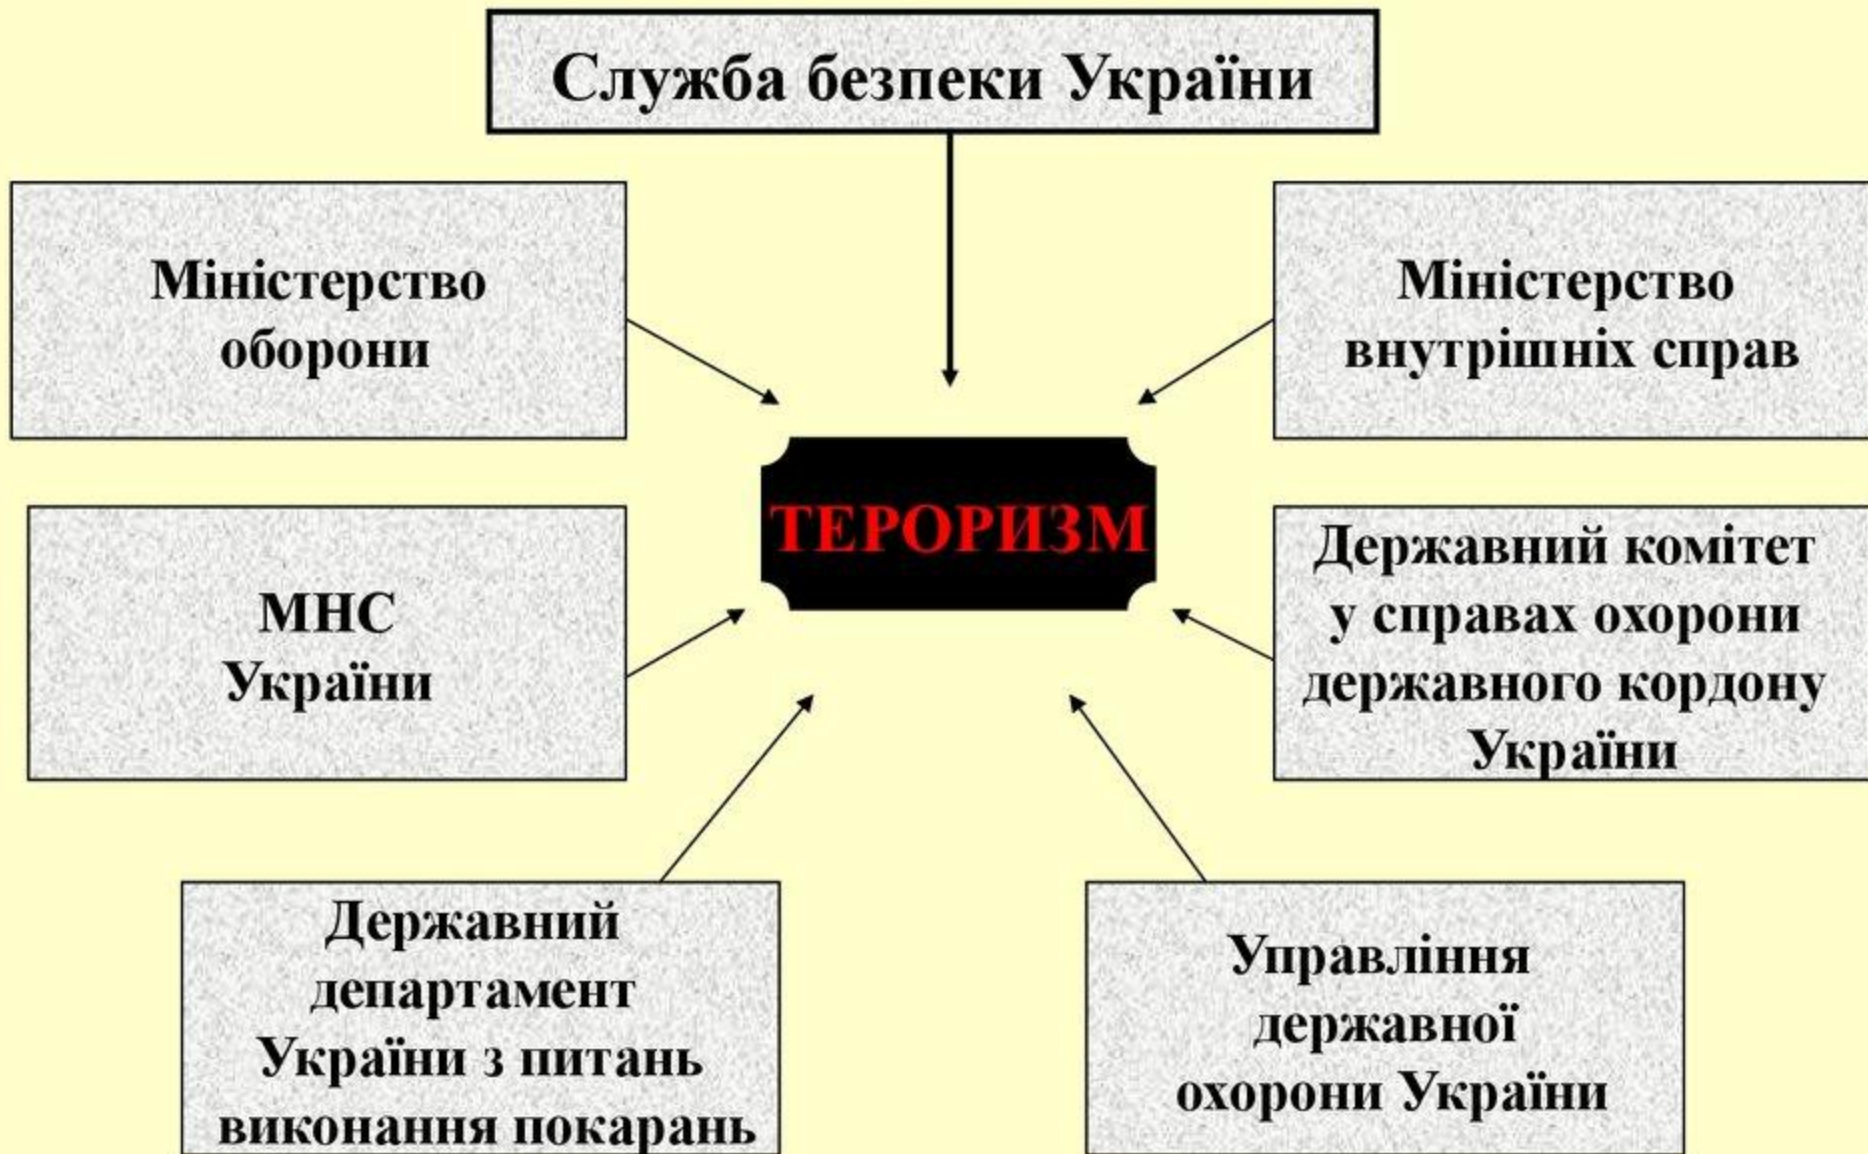 Служба безпеки України
Міністерство
оборони
Міністерство
внутрішніх справ
ТЕРОРИЗМ
МНС
України
Державний комітет
у справах охорони
державного кордону
України
Державний
департамент
України з питань
виконання покарань
Управління
державної
охорони України